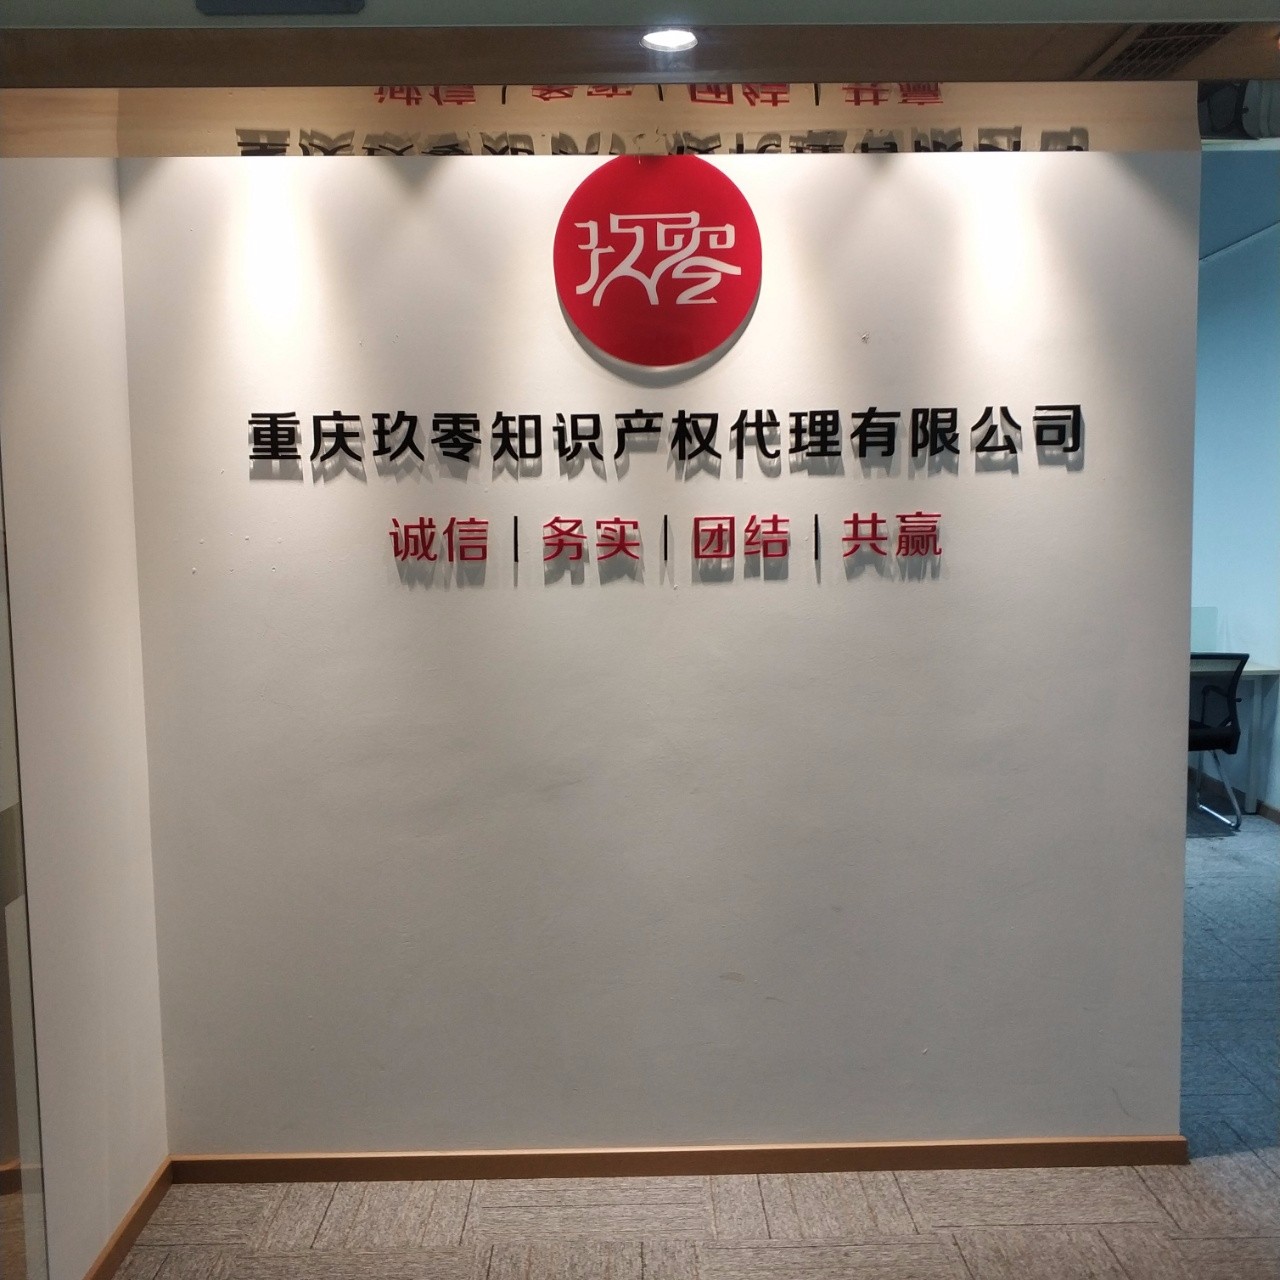 玖零
重庆玖零知识产权代理有限公司
诚信 | 务实 | 团结 | 共赢